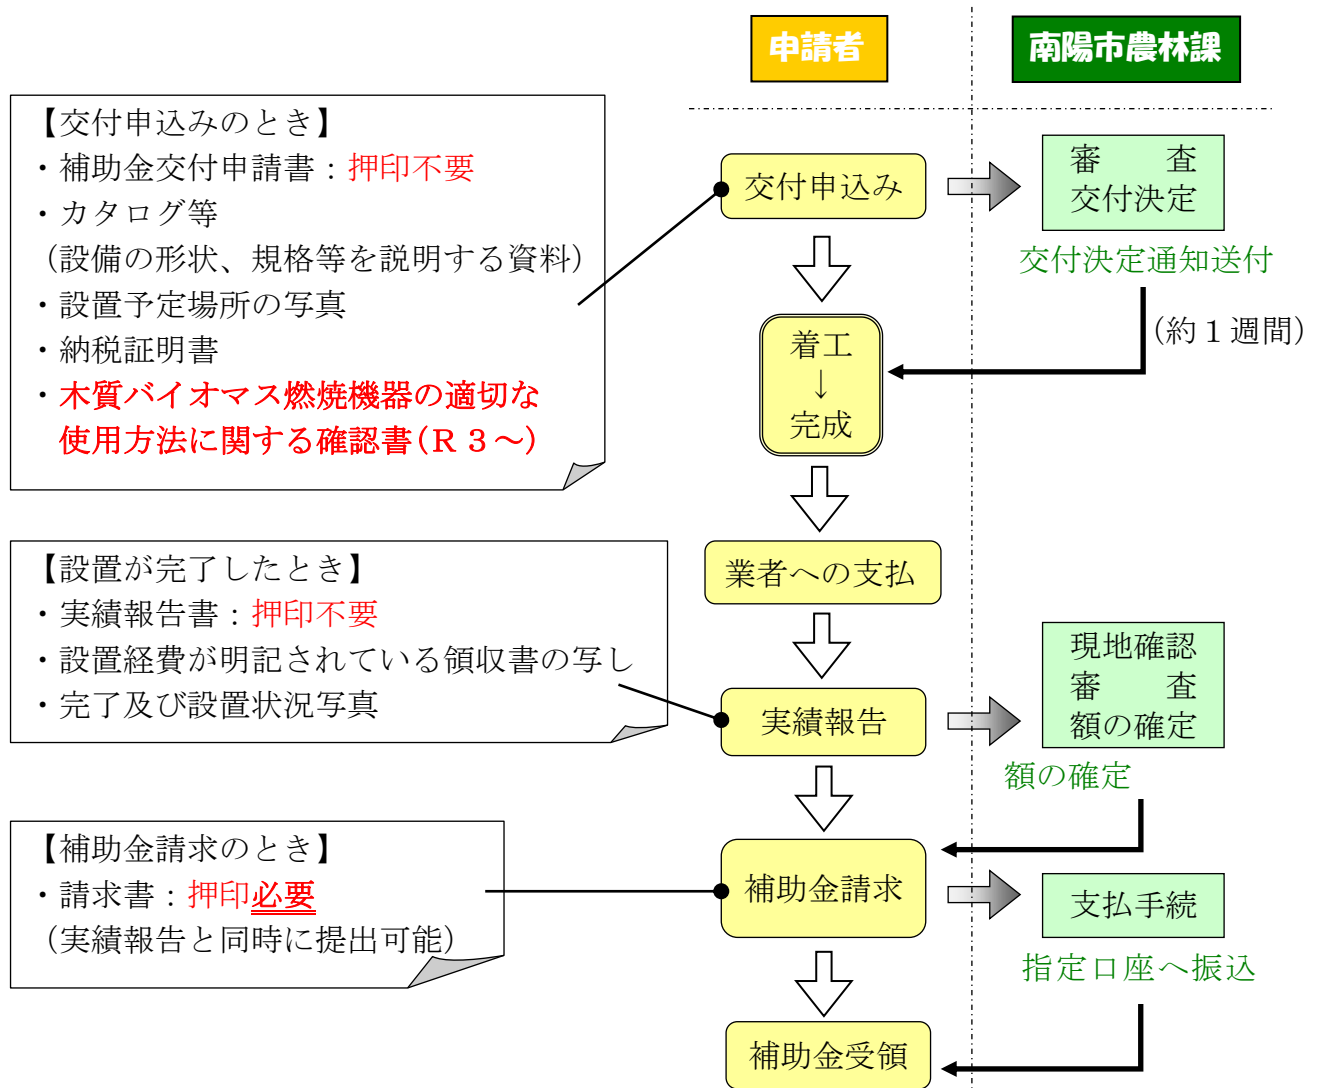 申請者
南陽市農林課
【交付申込みのとき】
・補助金交付申請書：押印不要
・カタログ等
（設備の形状、規格等を説明する資料）
・設置予定場所の写真
・納税証明書
・木質バイオマス燃焼機器の適切な
使用方法に関する確認書（Ｒ３～）
交付申込み
審　　査
交付決定
交付決定通知送付
（約１週間）
着工
↓
完成
業者への支払
【設置が完了したとき】
・実績報告書：押印不要
・設置経費が明記されている領収書の写し
・完了及び設置状況写真
実績報告
現地確認
審　　査
額の確定
額の確定
【補助金請求のとき】
・請求書：押印必要
（実績報告と同時に提出可能）
補助金請求
支払手続
指定口座へ振込
補助金受領